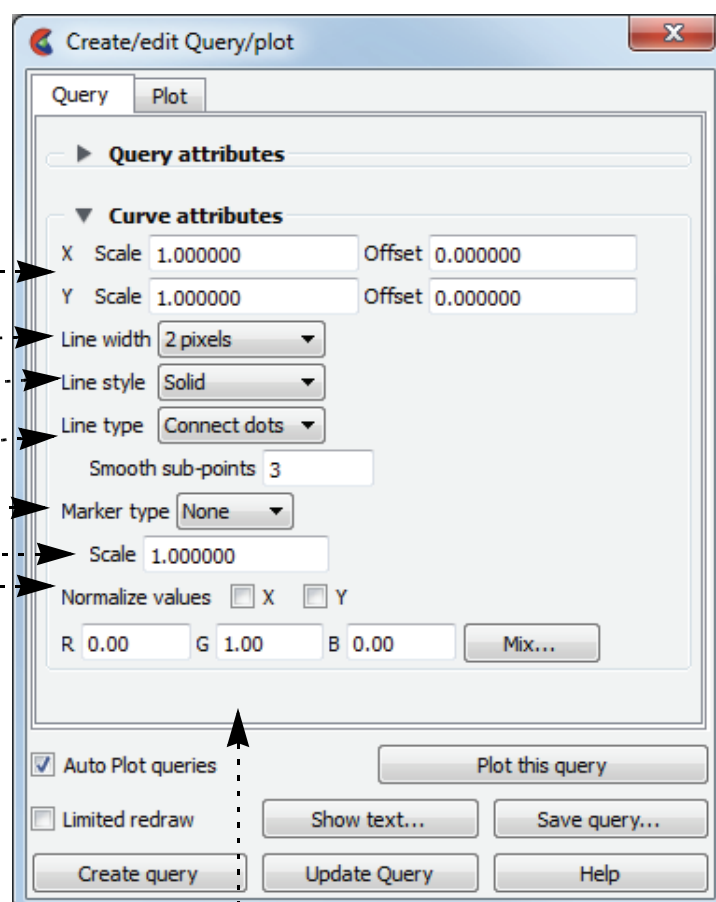 Create/edit Query/plot
Query Plot
Query attributes
Curve attributes
X Scale 1.000000 Offset 0.000000
Y Scale 1.000000 Offset 0.000000
Line width 2 pixels
Line style Solid
Line type Connect dots
Smooth sub-points 3
Marker type None
Scale 1.000000
Normalize values X Y
R 0.00 G 1.00 B 0.00 Mix...
Auto Plot queries Plot this query
Limited redraw Show text... Save query...
Create query Update Query Help